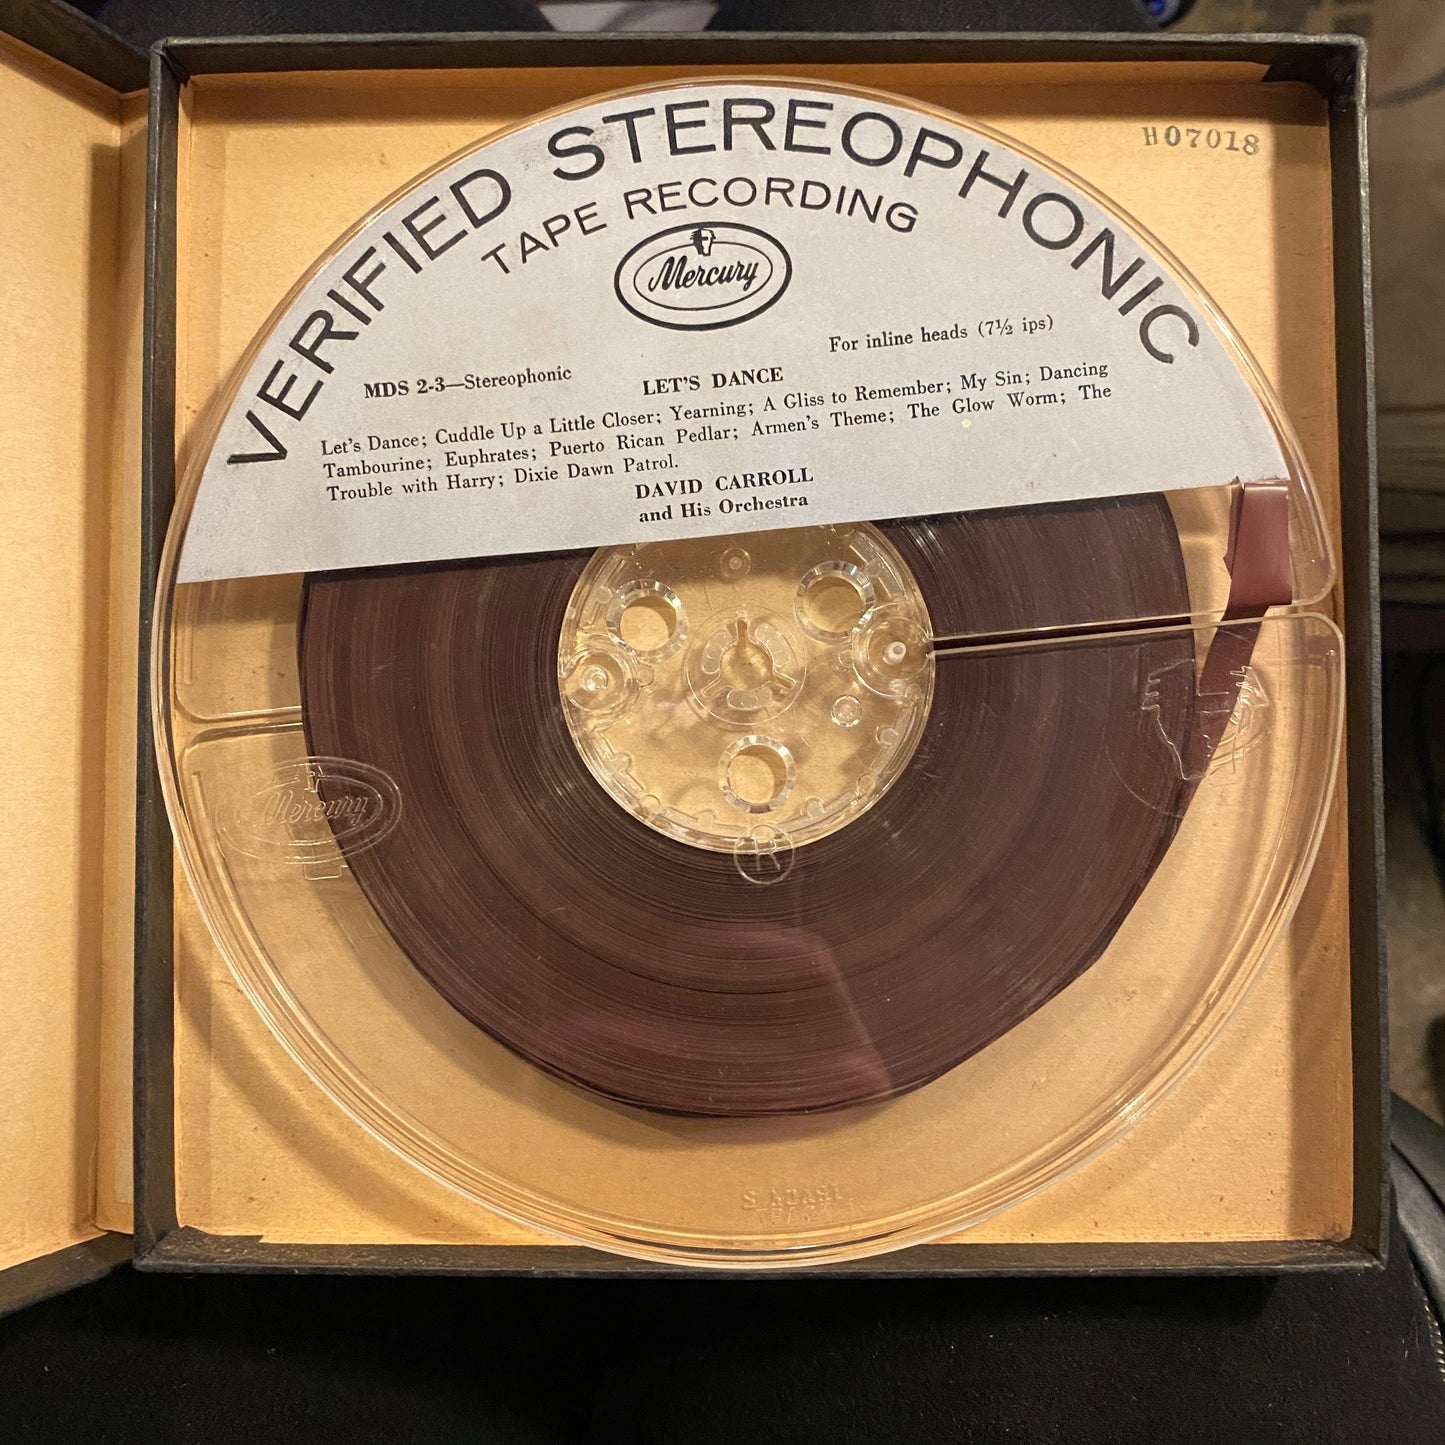 H07018
VERIFIED STEREOPHONIC
TAPE RECORDING
Mercury
For inline heads (7½ ips)
MDS 2-3—Stereophonic
LET'S DANCE
Let's Dance; Cuddle Up a Little Closer; Yearning; A Gliss to Remember; My Sin; Dancing
Tambourine; Euphrates; Puerto Rican Pedlar; Armen's Theme; The Glow Worm; The
Trouble with Harry; Dixie Dawn Patrol.
DAVID CARROLL
and His Orchestra
Mercury
R